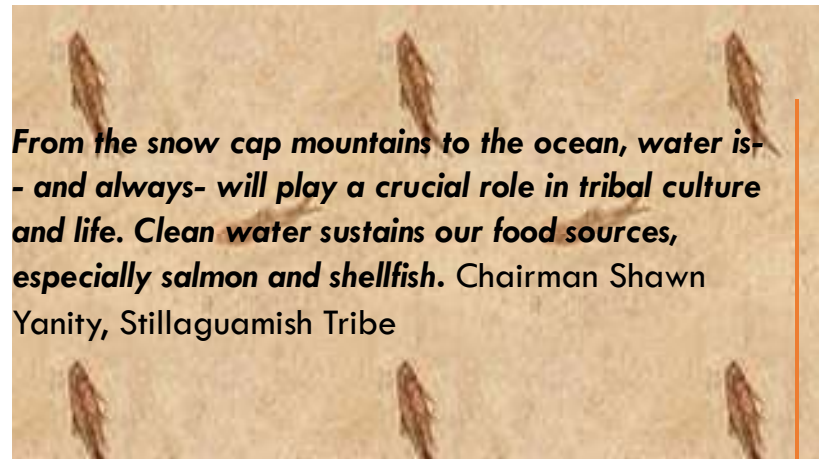 From the snow cap mountains to the ocean, water is-
- and always- will play a crucial role in tribal culture
and life. Clean water sustains our food sources,
especially salmon and shellfish. Chairman Shawn
Yanity, Stillaguamish Tribe